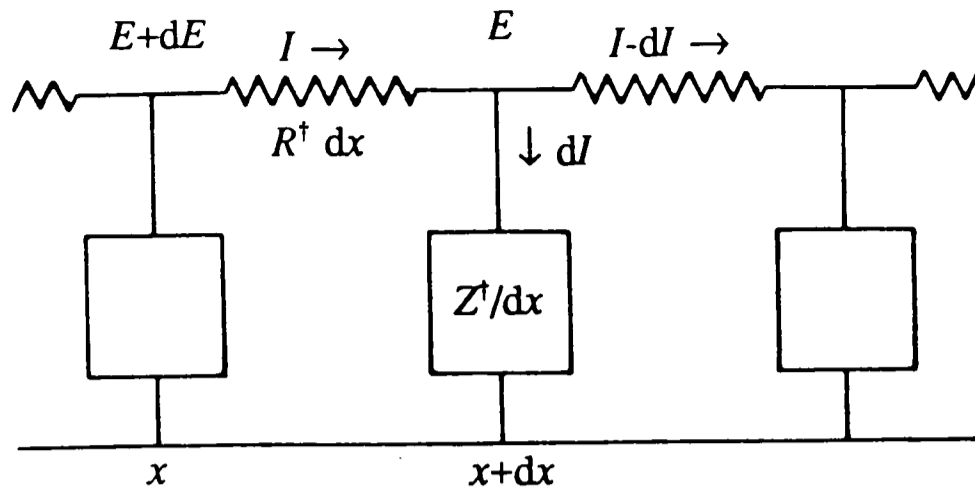 E+dE I → E I-dI →
R† dx ↓ dI
Z†/dx
x x+dx